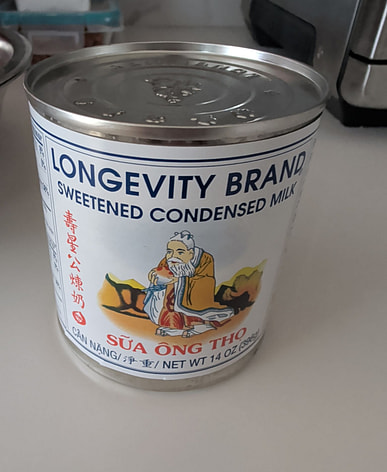 LONGEVITY BRAND
SWEETENED CONDENSED MILK
壽星公煉奶
SỮA ÔNG THỌ
CÂN NẶNG/淨重/NET WT 14 OZ (396g)